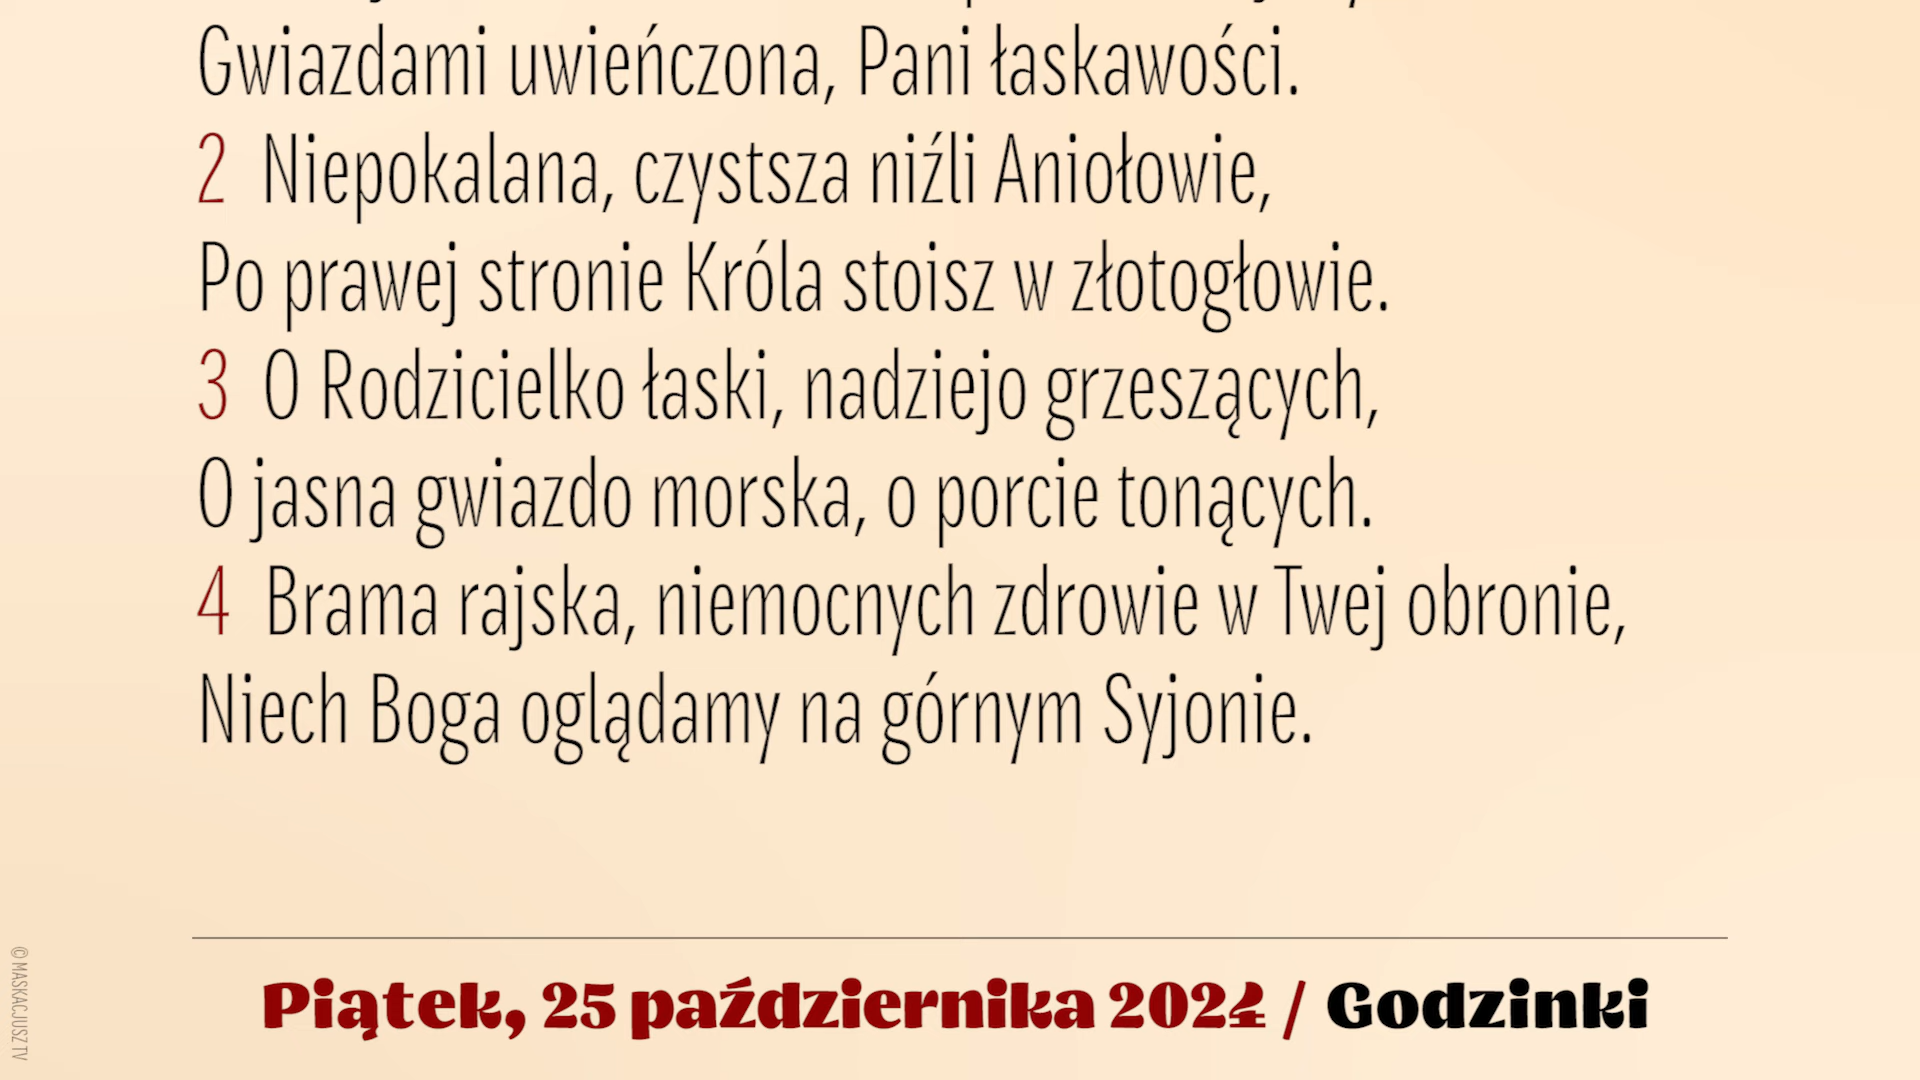 Gwiazdami uwieńczona, Pani łaskawości.
2 Niepokalana, czystsza niźli Aniołowie,
Po prawej stronie Króla stoisz w złotogłowie.
3 O Rodzicielko łaski, nadziejo grzeszących,
O jasna gwiazdo morska, o porcie tonących.
4 Brama rajska, niemocnych zdrowie w Twej obronie,
Niech Boga oglądamy na górnym Syjonie.
© MASKACJUSZ TV
Piątek, 25 października 2024 / Godzinki